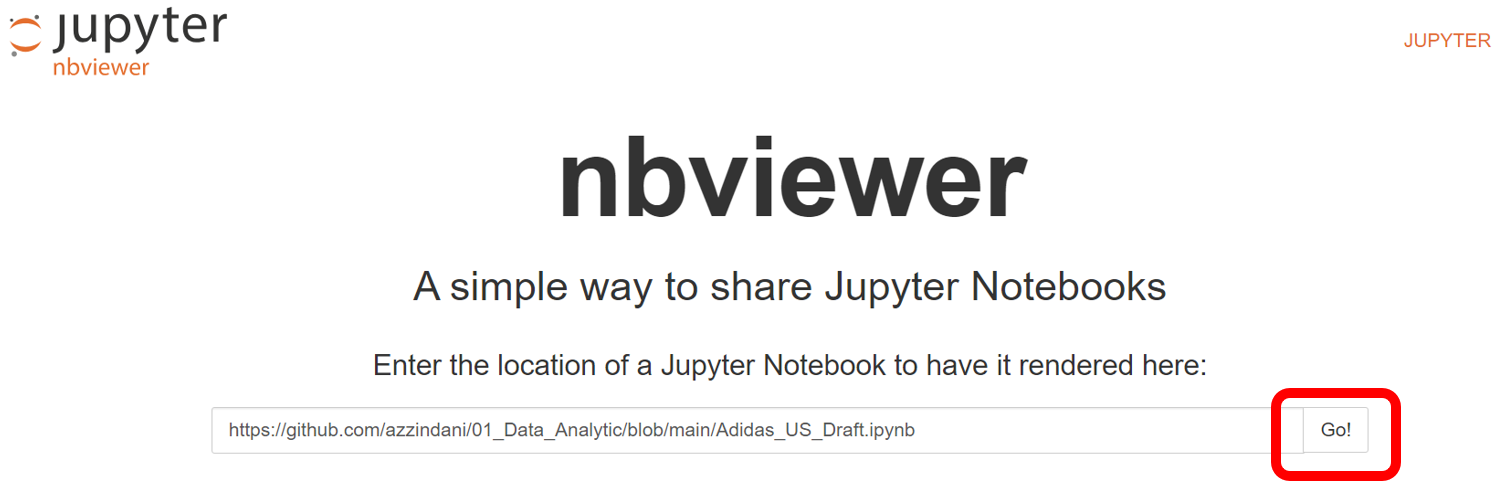 jupyter
nbviewer
JUPYTER
nbviewer
A simple way to share Jupyter Notebooks
Enter the location of a Jupyter Notebook to have it rendered here:
https://github.com/azzindani/01_Data_Analytic/blob/main/Adidas_US_Draft.ipynb
Go!